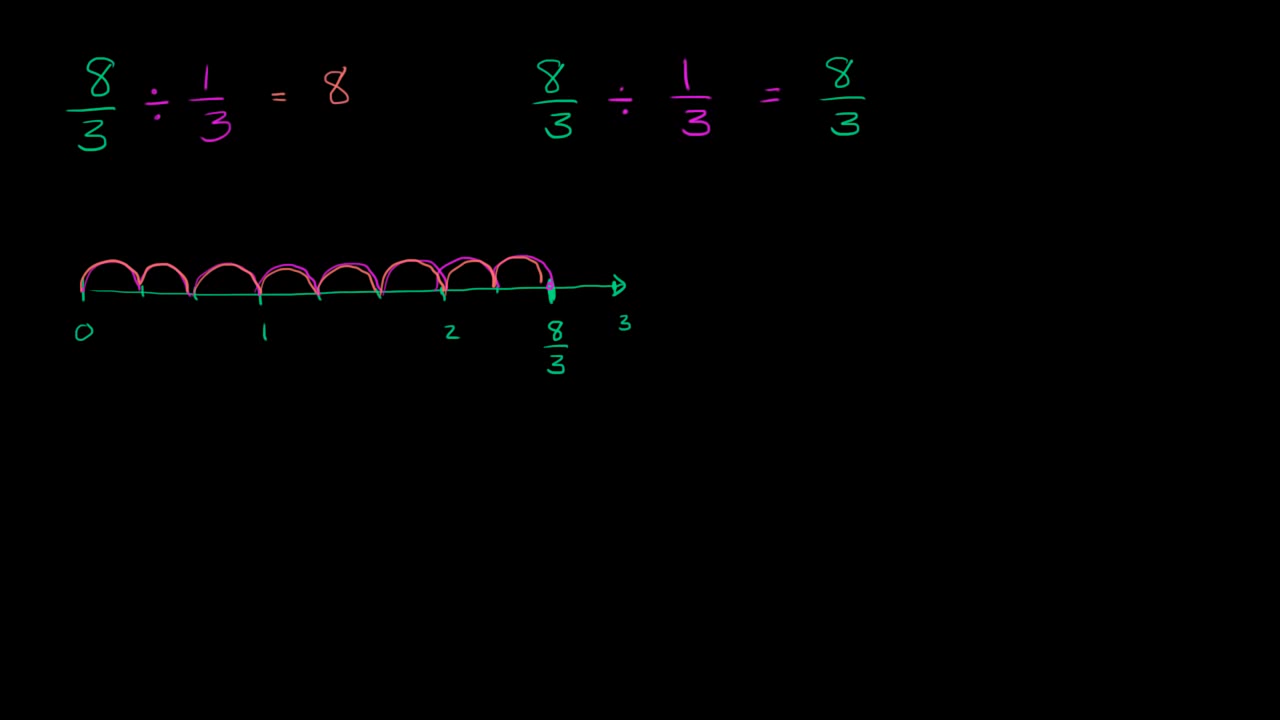 8/3 ÷ 1/3 = 8
8/3 ÷ 1/3 = 8/3
0 1 2 8/3 3